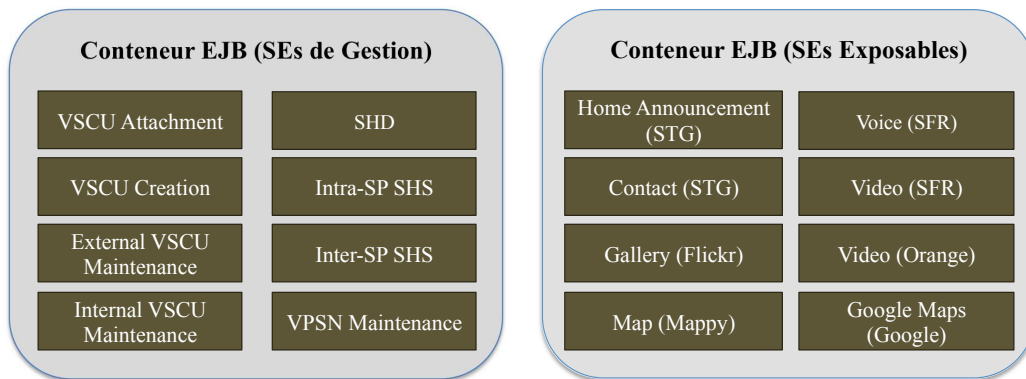 Conteneur EJB (SEs de Gestion)
VSCU Attachment
SHD
VSCU Creation
Intra-SP SHS
External VSCU
Maintenance
Inter-SP SHS
Internal VSCU
Maintenance
VPSN Maintenance
Conteneur EJB (SEs Exposables)
Home Announcement
(STG)
Voice (SFR)
Contact (STG)
Video (SFR)
Gallery (Flickr)
Video (Orange)
Map (Mappy)
Google Maps
(Google)